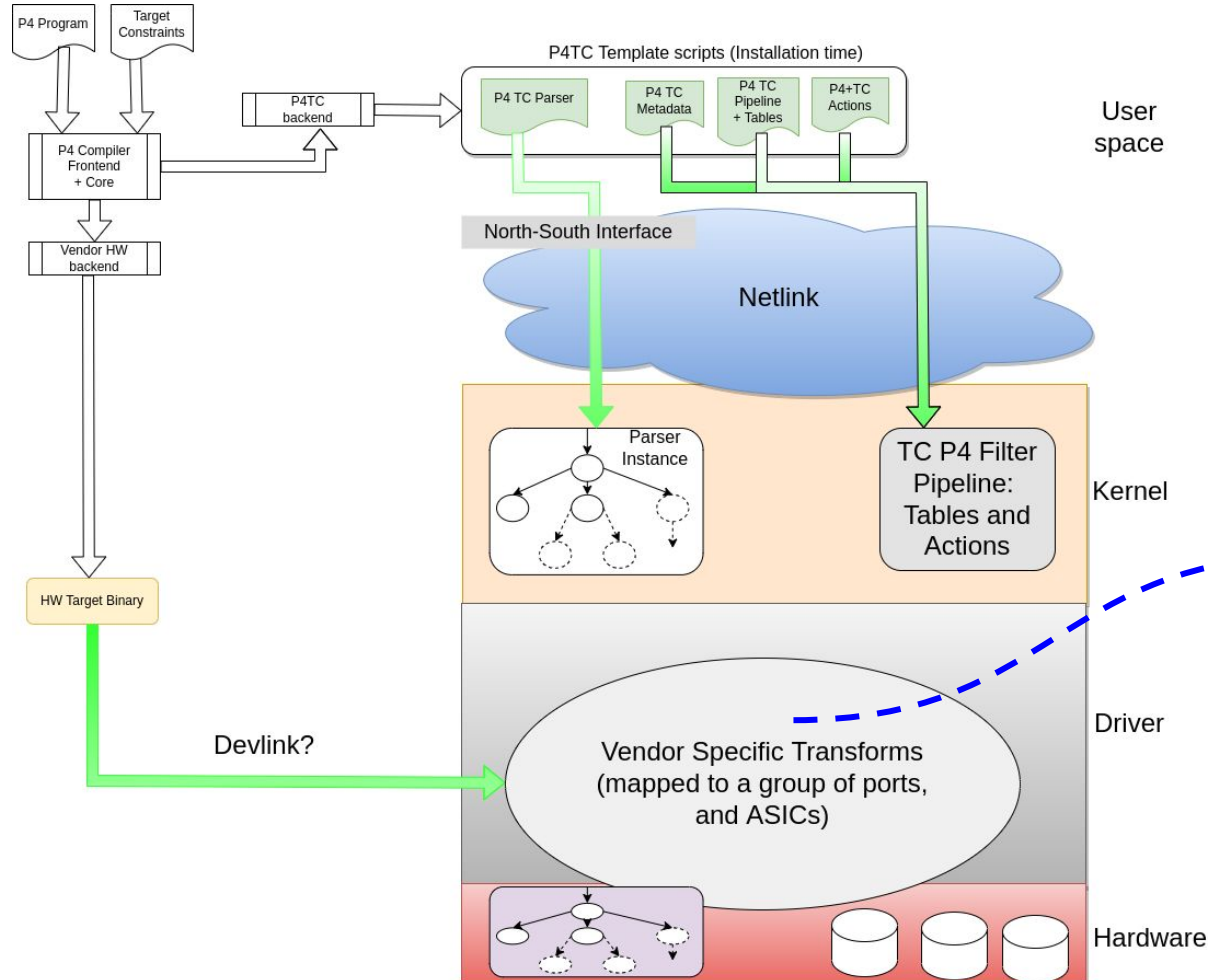 P4 Program
Target
Constraints
P4TC Template scripts (Installation time)
P4 TC Parser
P4 TC
Metadata
P4 TC
Pipeline
+ Tables
P4+TC
Actions
User
space
P4TC
backend
P4 Compiler
Frontend
+ Core
Vendor HW
backend
North-South Interface
Netlink
Parser
Instance
TC P4 Filter
Pipeline:
Tables and
Actions
Kernel
HW Target Binary
Devlink?
Vendor Specific Transforms
(mapped to a group of ports,
and ASICs)
Driver
Hardware